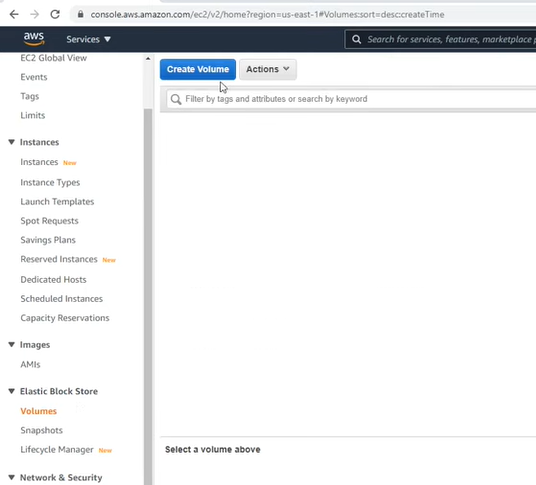 console.aws.amazon.com/ec2/v2/home?region=us-east-1#Volumes:sort=desc:createTime
aws Services Search for services, features, marketplace p
EC2 Global View
Events
Tags
Limits
Instances
Instances New
Instance Types
Launch Templates
Spot Requests
Savings Plans
Reserved Instances New
Dedicated Hosts
Scheduled Instances
Capacity Reservations
Images
AMIs
Elastic Block Store
Volumes
Snapshots
Lifecycle Manager New
Network & Security
Create Volume Actions
Filter by tags and attributes or search by keyword
Select a volume above